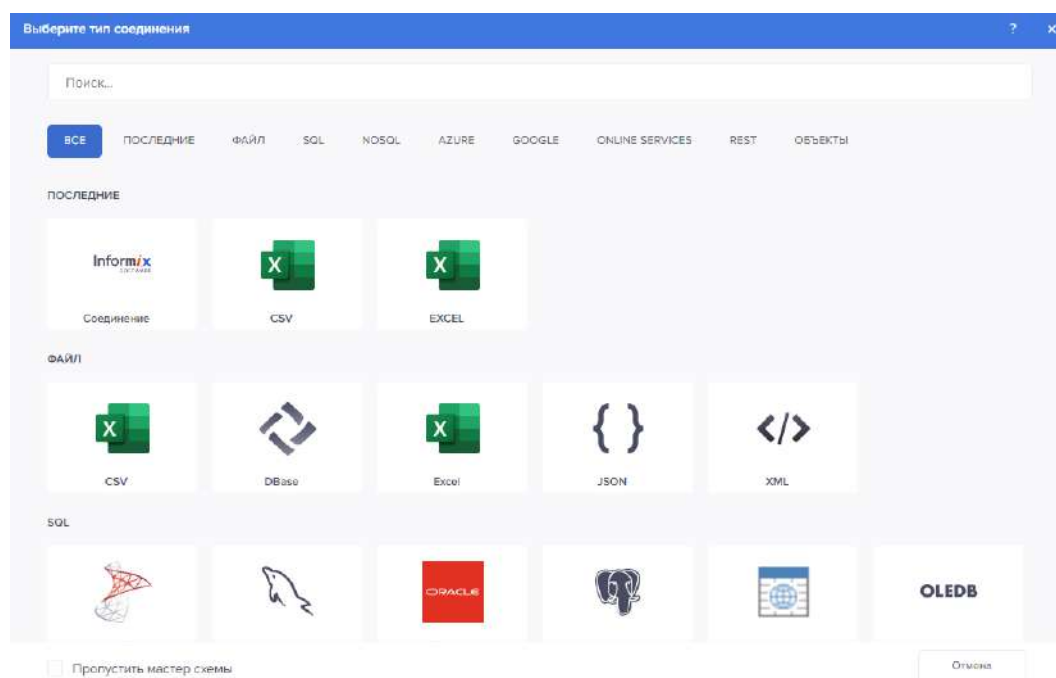 Выберите тип соединения ? ×
Поиск...
ВСЕ ПОСЛЕДНИЕ ФАЙЛ SQL NOSQL AZURE GOOGLE ONLINE SERVICES REST ОБЪЕКТЫ
ПОСЛЕДНИЕ
Informix
X X
Соединение CSV EXCEL
ФАЙЛ
X X { } </>
CSV DBase Excel JSON XML
SQL
ORACLE OLEDB
Пропустить мастер схемы Отмена